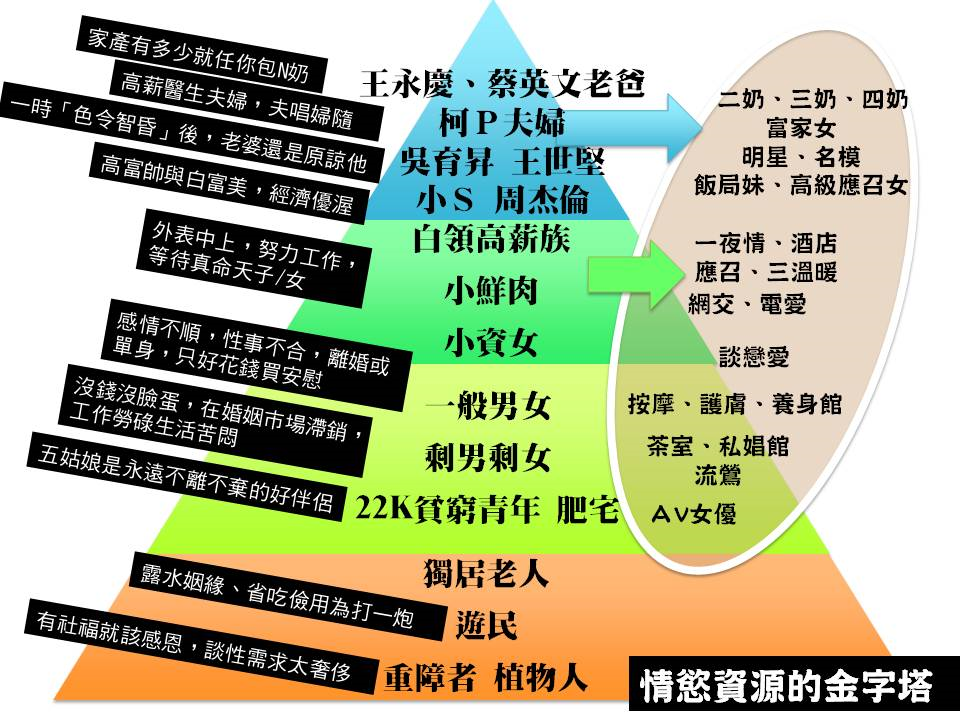 家產有多少就任你包N奶
高薪醫生夫婦，夫唱婦隨
一時「色令智昏」後，老婆還是原諒他
高富帥與白富美，經濟優渥
外表中上，努力工作，
等待真命天子/女
感情不順，性事不合，離婚或
單身，只好花錢買安慰
沒錢沒臉蛋，在婚姻市場滯銷，
工作勞碌生活苦悶
五姑娘是永遠不離不棄的好伴侶
露水姻緣、省吃儉用為打一炮
有社福就該感恩，談性需求太奢侈
王永慶、蔡英文老爸
柯P夫婦
吳育昇 王世堅
小S 周杰倫
白領高薪族
小鮮肉
小資女
一般男女
剩男剩女
22K貧窮青年 肥宅
獨居老人
遊民
重障者 植物人
二奶、三奶、四奶
富家女
明星、名模
飯局妹、高級應召女
一夜情、酒店
應召、三溫暖
網交、電愛
談戀愛
按摩、護膚、養身館
茶室、私娼館
流鶯
AV女優
情慾資源的金字塔